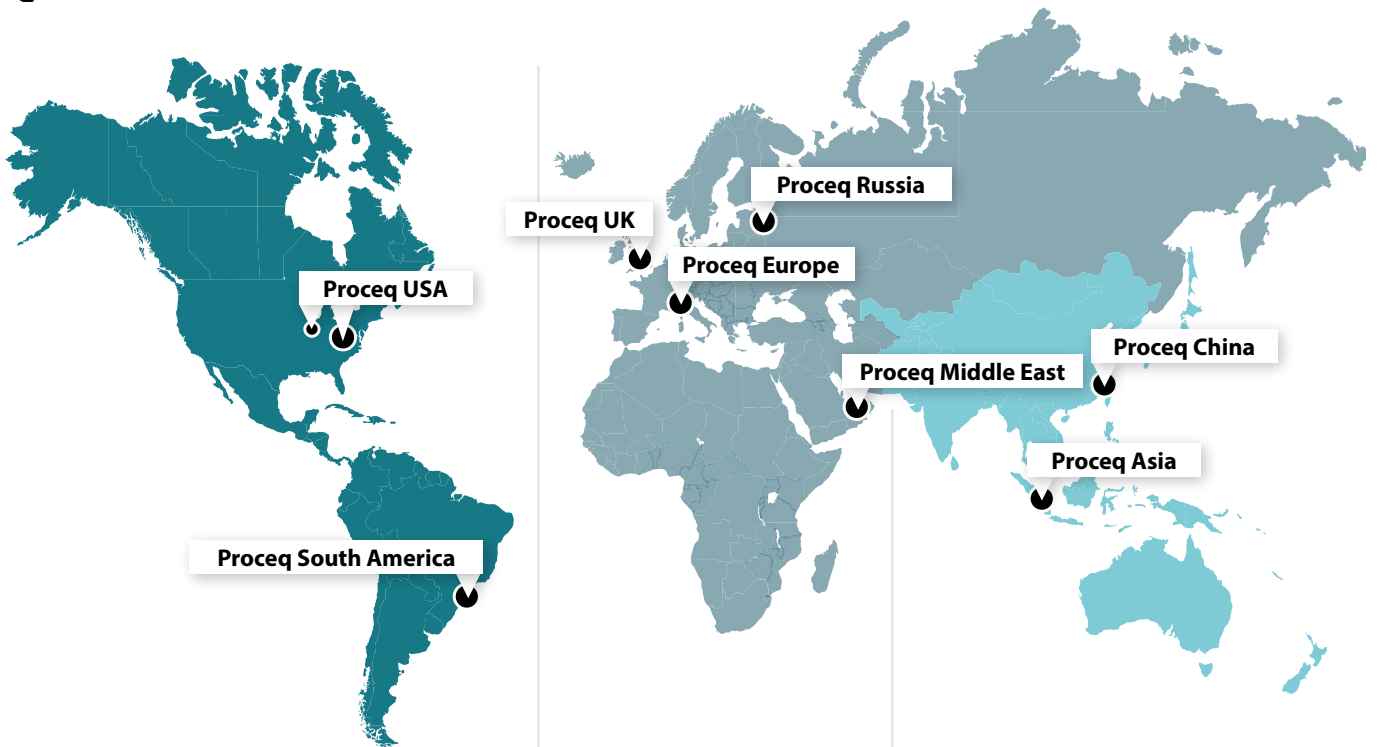 Proceq Russia
Proceq UK
Proceq Europe
Proceq USA
Proceq China
Proceq Middle East
Proceq Asia
Proceq South America